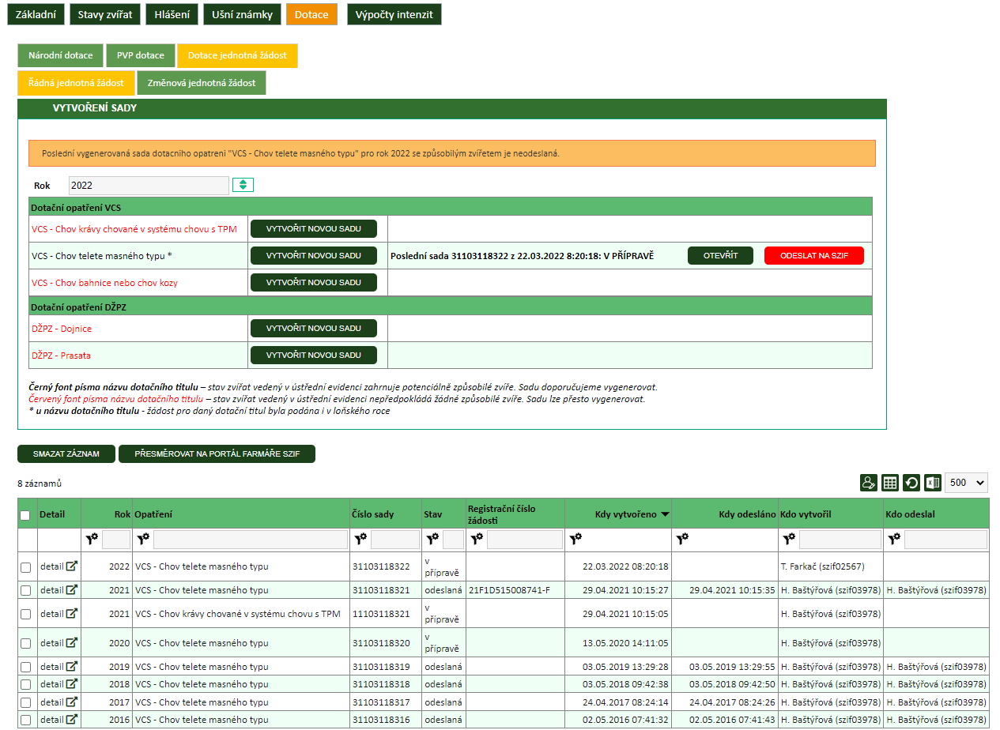 Základní Stavy zvířat Hlášení Ušní známky Dotace Výpočty intenzit
Národní dotace PVP dotace Dotace jednotná žádost
Řádná jednotná žádost Změnová jednotná žádost
VYTVOŘENÍ SADY
Poslední vygenerovaná sada dotacniho opatreni "VCS - Chov telete masného typu" pro rok 2022 se způsobilým zvířetem je neodeslaná.
Rok 2022
Dotační opatření VCS
VCS - Chov krávy chované v systému chovu s TPM VYTVOŘIT NOVOU SADU
VCS - Chov telete masného typu * VYTVOŘIT NOVOU SADU Poslední sada 31103118322 z 22.03.2022 8:20:18: V PŘÍPRAVĚ OTEVŘÍT ODESLAT NA SZIF
VCS - Chov bahnice nebo chov kozy VYTVOŘIT NOVOU SADU
Dotační opatření DŽPZ
DŽPZ - Dojnice VYTVOŘIT NOVOU SADU
DŽPZ - Prasata VYTVOŘIT NOVOU SADU
Černý font písma názvu dotačního titulu – stav zvířat vedený v ústřední evidenci zahrnuje potenciálně způsobilé zvíře. Sadu doporučujeme vygenerovat.
Červený font písma názvu dotačního titulu – stav zvířat vedený v ústřední evidenci nepředpokládá žádné způsobilé zvíře. Sadu lze přesto vygenerovat.
* u názvu dotačního titulu - žádost pro daný dotační titul byla podána i v loňského roce
SMAZAT ZÁZNAM PŘESMĚROVAT NA PORTÁL FARMÁŘE SZIF
8 záznamů 500
Detail Rok Opatření Číslo sady Stav Registrační číslo žádosti Kdy vytvořeno Kdy odesláno Kdo vytvořil Kdo odeslal
detail 2022 VCS - Chov telete masného typu 31103118322 v přípravě 22.03.2022 08:20:18 T. Farkač (szif02567)
detail 2021 VCS - Chov telete masného typu 31103118321 odeslaná 21F1D515008741-F 29.04.2021 10:15:27 29.04.2021 10:15:35 H. Baštýřová (szif03978) H. Baštýřová (szif03978)
detail 2021 VCS - Chov krávy chované v systému chovu s TPM 11103118321 v přípravě 29.04.2021 10:15:05 H. Baštýřová (szif03978)
detail 2020 VCS - Chov telete masného typu 31103118320 v přípravě 13.05.2020 14:11:05 H. Baštýřová (szif03978)
detail 2019 VCS - Chov telete masného typu 31103118319 odeslaná 03.05.2019 13:29:28 03.05.2019 13:29:55 H. Baštýřová (szif03978) H. Baštýřová (szif03978)
detail 2018 VCS - Chov telete masného typu 31103118318 odeslaná 03.05.2018 09:42:38 03.05.2018 09:42:50 H. Baštýřová (szif03978) H. Baštýřová (szif03978)
detail 2017 VCS - Chov telete masného typu 31103118317 odeslaná 24.04.2017 08:24:14 24.04.2017 08:24:26 H. Baštýřová (szif03978) H. Baštýřová (szif03978)
detail 2016 VCS - Chov telete masného typu 31103118316 odeslaná 02.05.2016 07:41:32 02.05.2016 07:41:43 H. Baštýřová (szif03978) H. Baštýřová (szif03978)